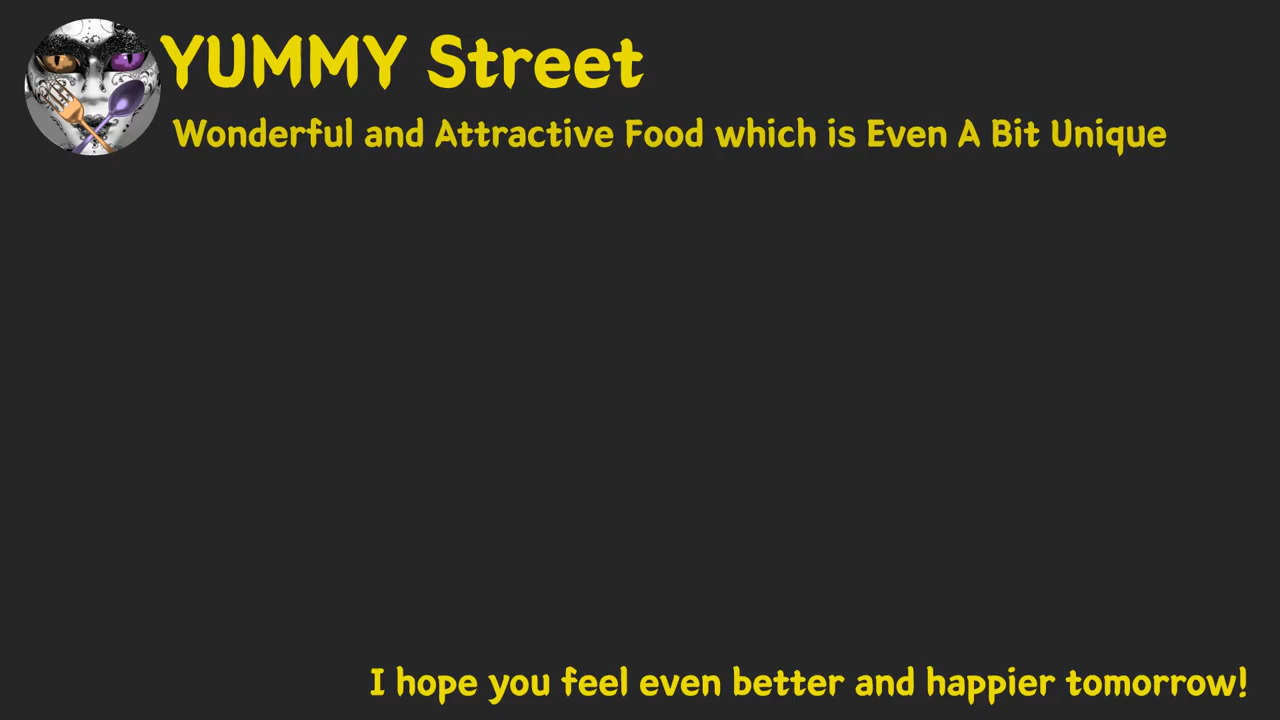 YUMMY Street
Wonderful and Attractive Food which is Even A Bit Unique
I hope you feel even better and happier tomorrow!